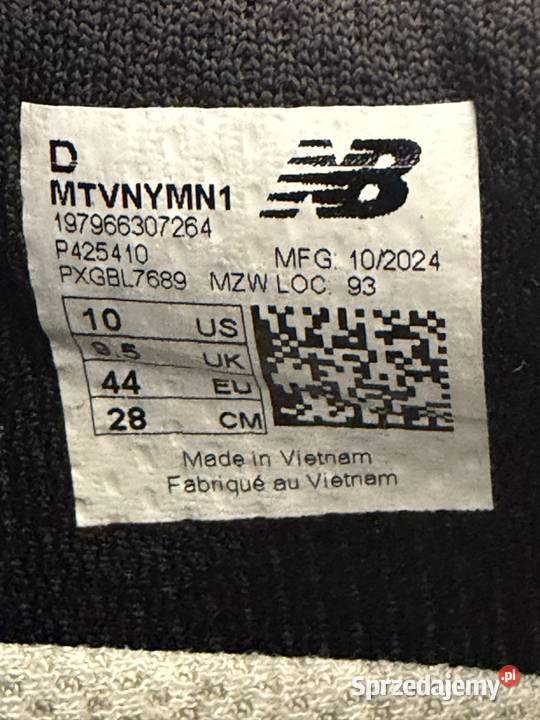 D
NB
MTVNYMN1
197966307264
P425410
MFG: 10/2024
PXGBL7689 MZW LOC: 93
10 US
9.5 UK
44 EU
28 CM
Made in Vietnam
Fabriqué au Vietnam
Sprzedajemy.pl